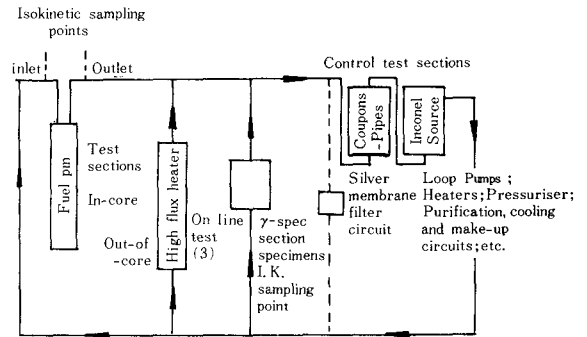 Isokinetic sampling
points
inlet
Outlet
Control test sections
Fuel pm
Test
sections
In-core
Out-of
-core
High flux heater
On line
test
(3)
γ-spec
section
specimens
I. K.
sampling
point
Coupons
-Pipes
Inconel
Source
Silver
membrane
filter
circuit
Loop Pumps ;
Heaters; Pressuriser;
Purification, cooling
and make-up
circuits; etc.